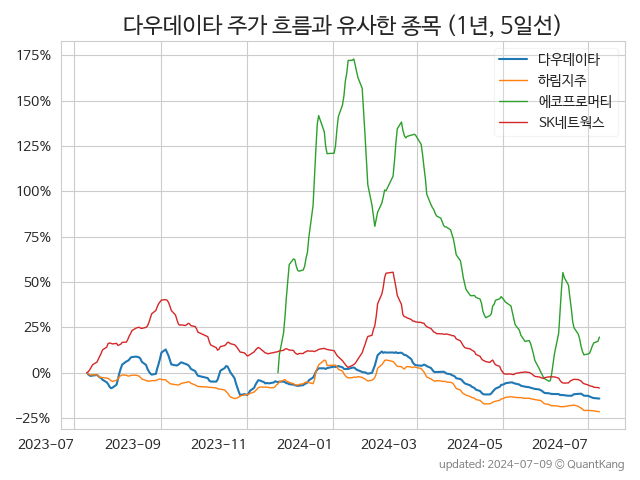 다우데이타 주가 흐름과 유사한 종목 (1년, 5일선)
다우데이타
하림지주
에코프로머티
SK네트웍스
175%
150%
125%
100%
75%
50%
25%
0%
−25%
2023-07 2023-09 2023-11 2024-01 2024-03 2024-05 2024-07
updated: 2024-07-09 © QuantKang